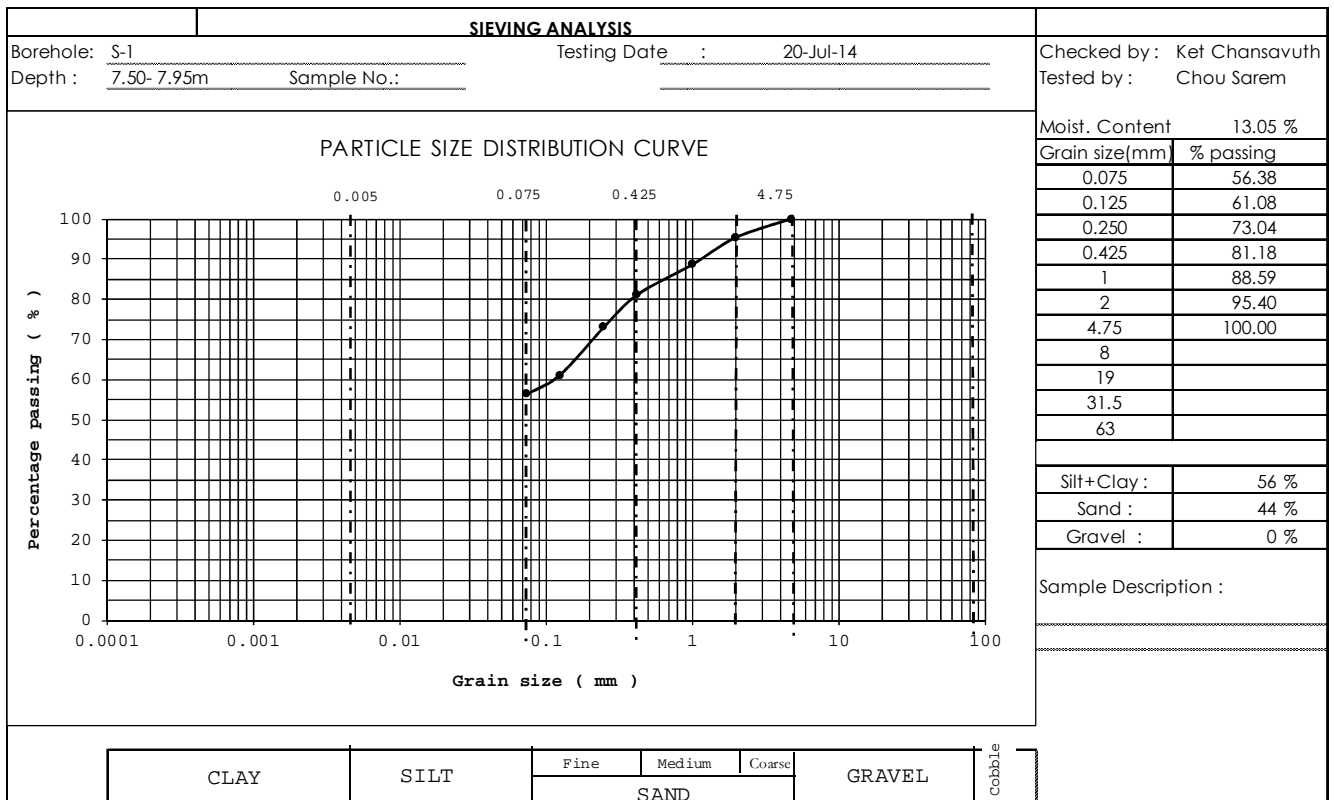 SIEVING ANALYSIS
Borehole: S-1 Testing Date : 20-Jul-14
Depth : 7.50- 7.95m Sample No.:
Checked by : Ket Chansavuth
Tested by : Chou Sarem
Moist. Content 13.05 %
Grain size(mm) % passing
0.075 56.38
0.125 61.08
0.250 73.04
0.425 81.18
1 88.59
2 95.40
4.75 100.00
8
19
31.5
63
Silt+Clay : 56 %
Sand : 44 %
Gravel : 0 %
Sample Description :
PARTICLE SIZE DISTRIBUTION CURVE
0.005 0.075 0.425 4.75
Percentage passing ( % )
100
90
80
70
60
50
40
30
20
10
0
0.0001 0.001 0.01 0.1 1 10 100
Grain size ( mm )
CLAY SILT Fine Medium Coarse GRAVEL Cobble
SAND